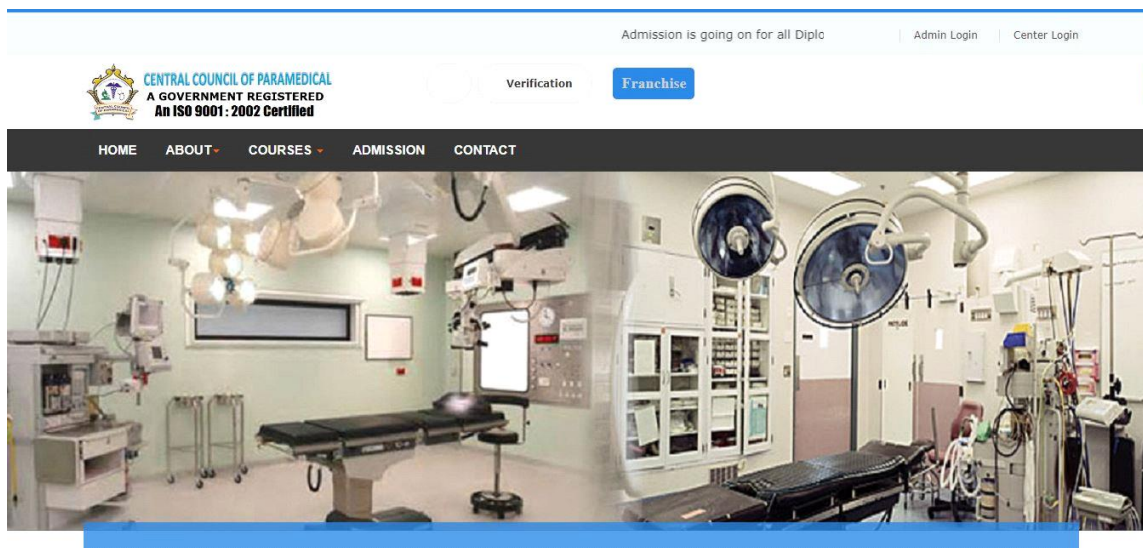 Admission is going on for all Diplo
Admin Login
Center Login
CENTRAL COUNCIL OF PARAMEDICAL
A GOVERNMENT REGISTERED
An ISO 9001 : 2002 Certified
Verification
Franchise
HOME
ABOUT
COURSES
ADMISSION
CONTACT